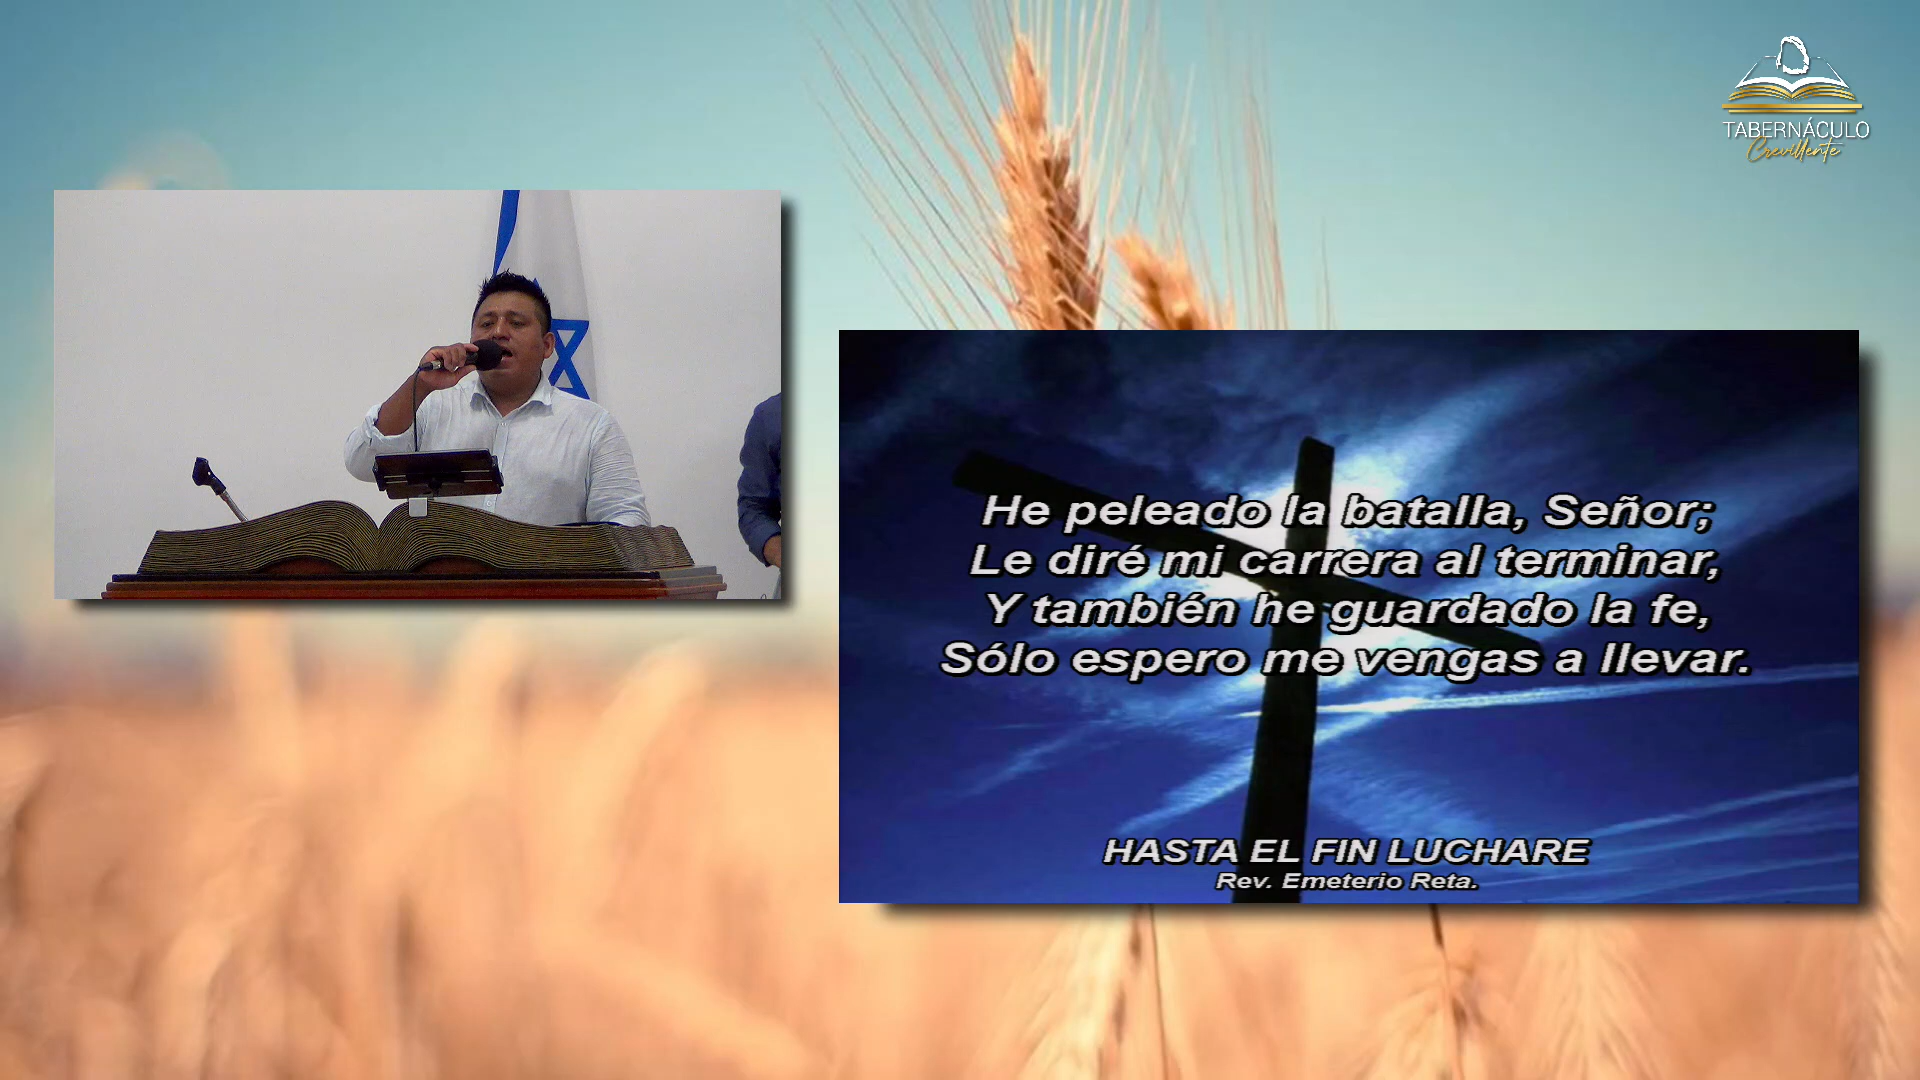 TABERNÁCULO
Crevillente
He peleado la batalla, Señor;
Le diré mi carrera al terminar,
Y también he guardado la fe,
Sólo espero me vengas a llevar.
HASTA EL FIN LUCHARE
Rev. Emeterio Reta.